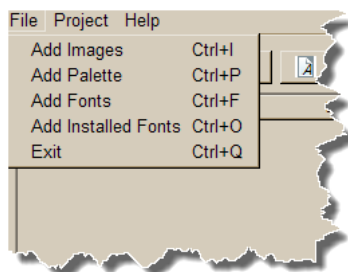 File Project Help
Add Images Ctrl+I
Add Palette Ctrl+P
Add Fonts Ctrl+F
Add Installed Fonts Ctrl+O
Exit Ctrl+Q
A